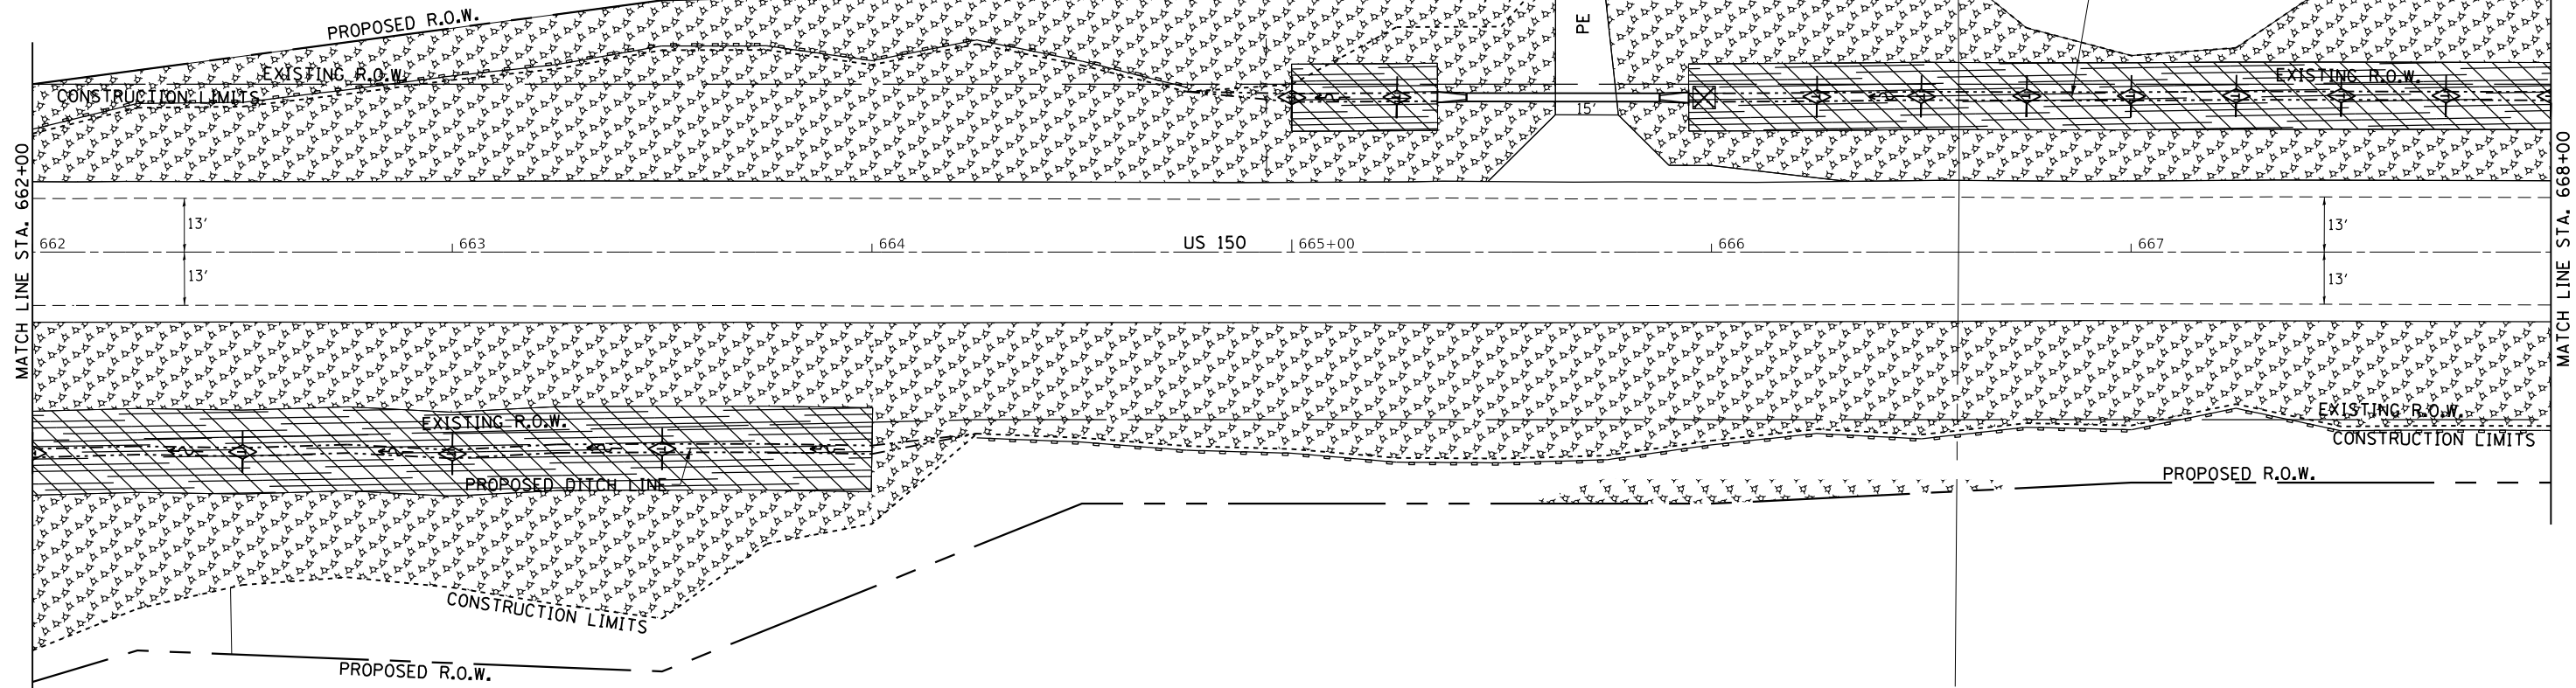 PROPOSED R.O.W.
PE
EXISTING R.O.W.
EXISTING R.O.W.
CONSTRUCTION LIMITS
15'
MATCH LINE STA. 662+00
MATCH LINE STA. 668+00
13'
13'
662
663
664
US 150
665+00
666
667
13'
13'
EXISTING R.O.W.
EXISTING R.O.W.
CONSTRUCTION LIMITS
PROPOSED R.O.W.
PROPOSED DITCH LINE
CONSTRUCTION LIMITS
PROPOSED R.O.W.